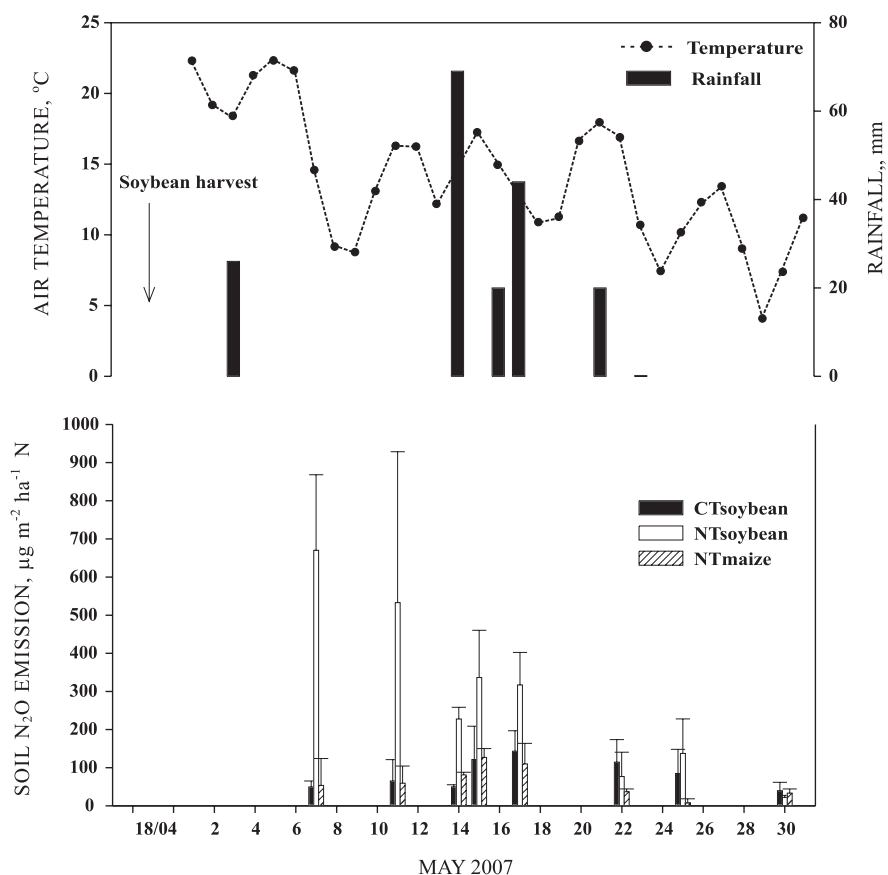 25
20
15
10
5
0
AIR TEMPERATURE, ºC
80
60
40
20
0
RAINFALL,, mm
Temperature
Rainfall
Soybean harvest
1000
900
800
700
600
500
400
300
200
100
0
SOIL N₂O EMISSION, µg m⁻² ha⁻¹ N
CTsoybean
NTsoybean
NTmaize
18/04 2 4 6 8 10 12 14 16 18 20 22 24 26 28 30
MAY 2007